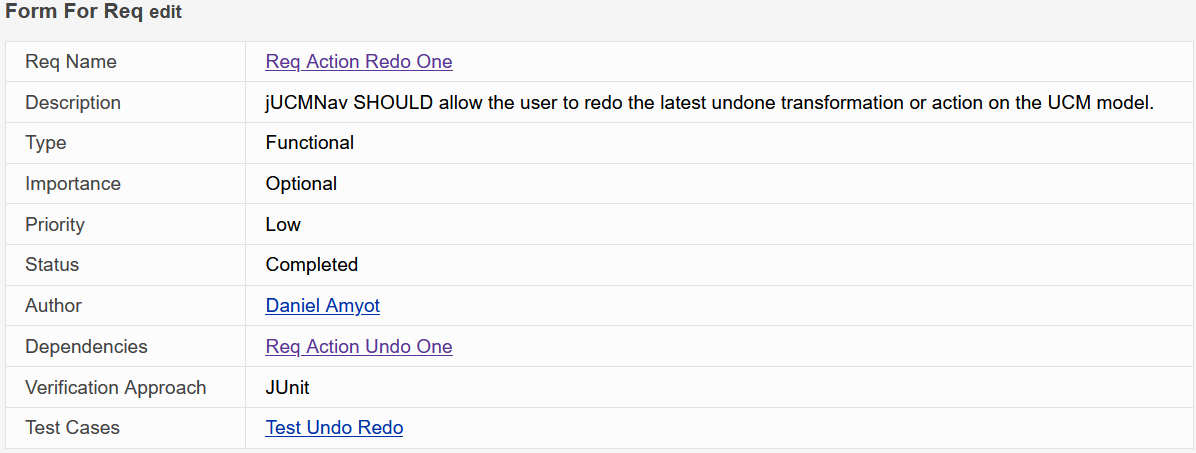 Form For Req edit
Req Name Req Action Redo One
Description jUCMNav SHOULD allow the user to redo the latest undone transformation or action on the UCM model.
Type Functional
Importance Optional
Priority Low
Status Completed
Author Daniel Amyot
Dependencies Req Action Undo One
Verification Approach JUnit
Test Cases Test Undo Redo